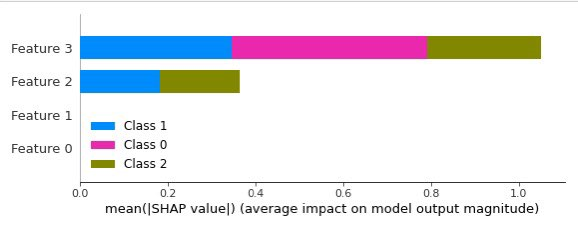 Feature 3
Feature 2
Feature 1
Feature 0
Class 1
Class 0
Class 2
0.0 0.2 0.4 0.6 0.8 1.0
mean(|SHAP value|) (average impact on model output magnitude)